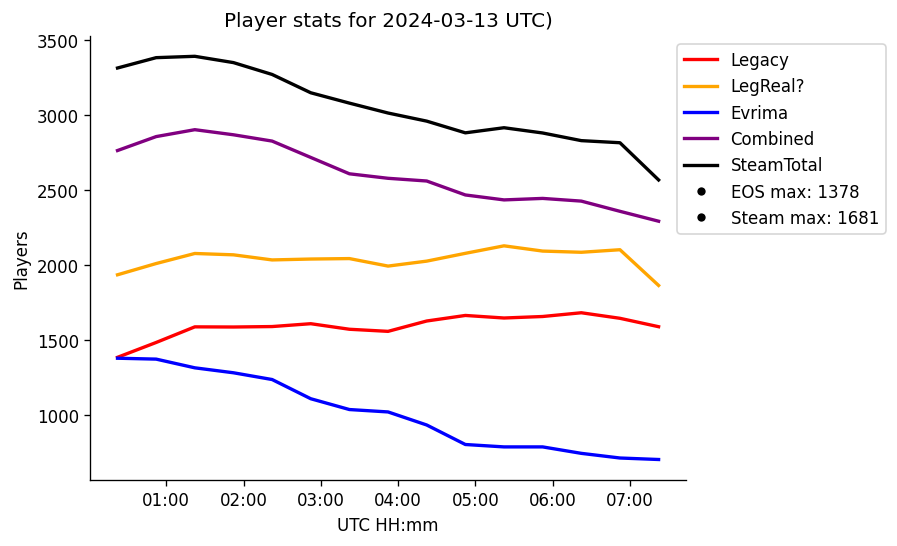 Player stats for 2024-03-13 UTC)
3500
3000
2500
2000
1500
1000
Players
01:00 02:00 03:00 04:00 05:00 06:00 07:00
UTC HH:mm
Legacy
LegReal?
Evrima
Combined
SteamTotal
EOS max: 1378
Steam max: 1681